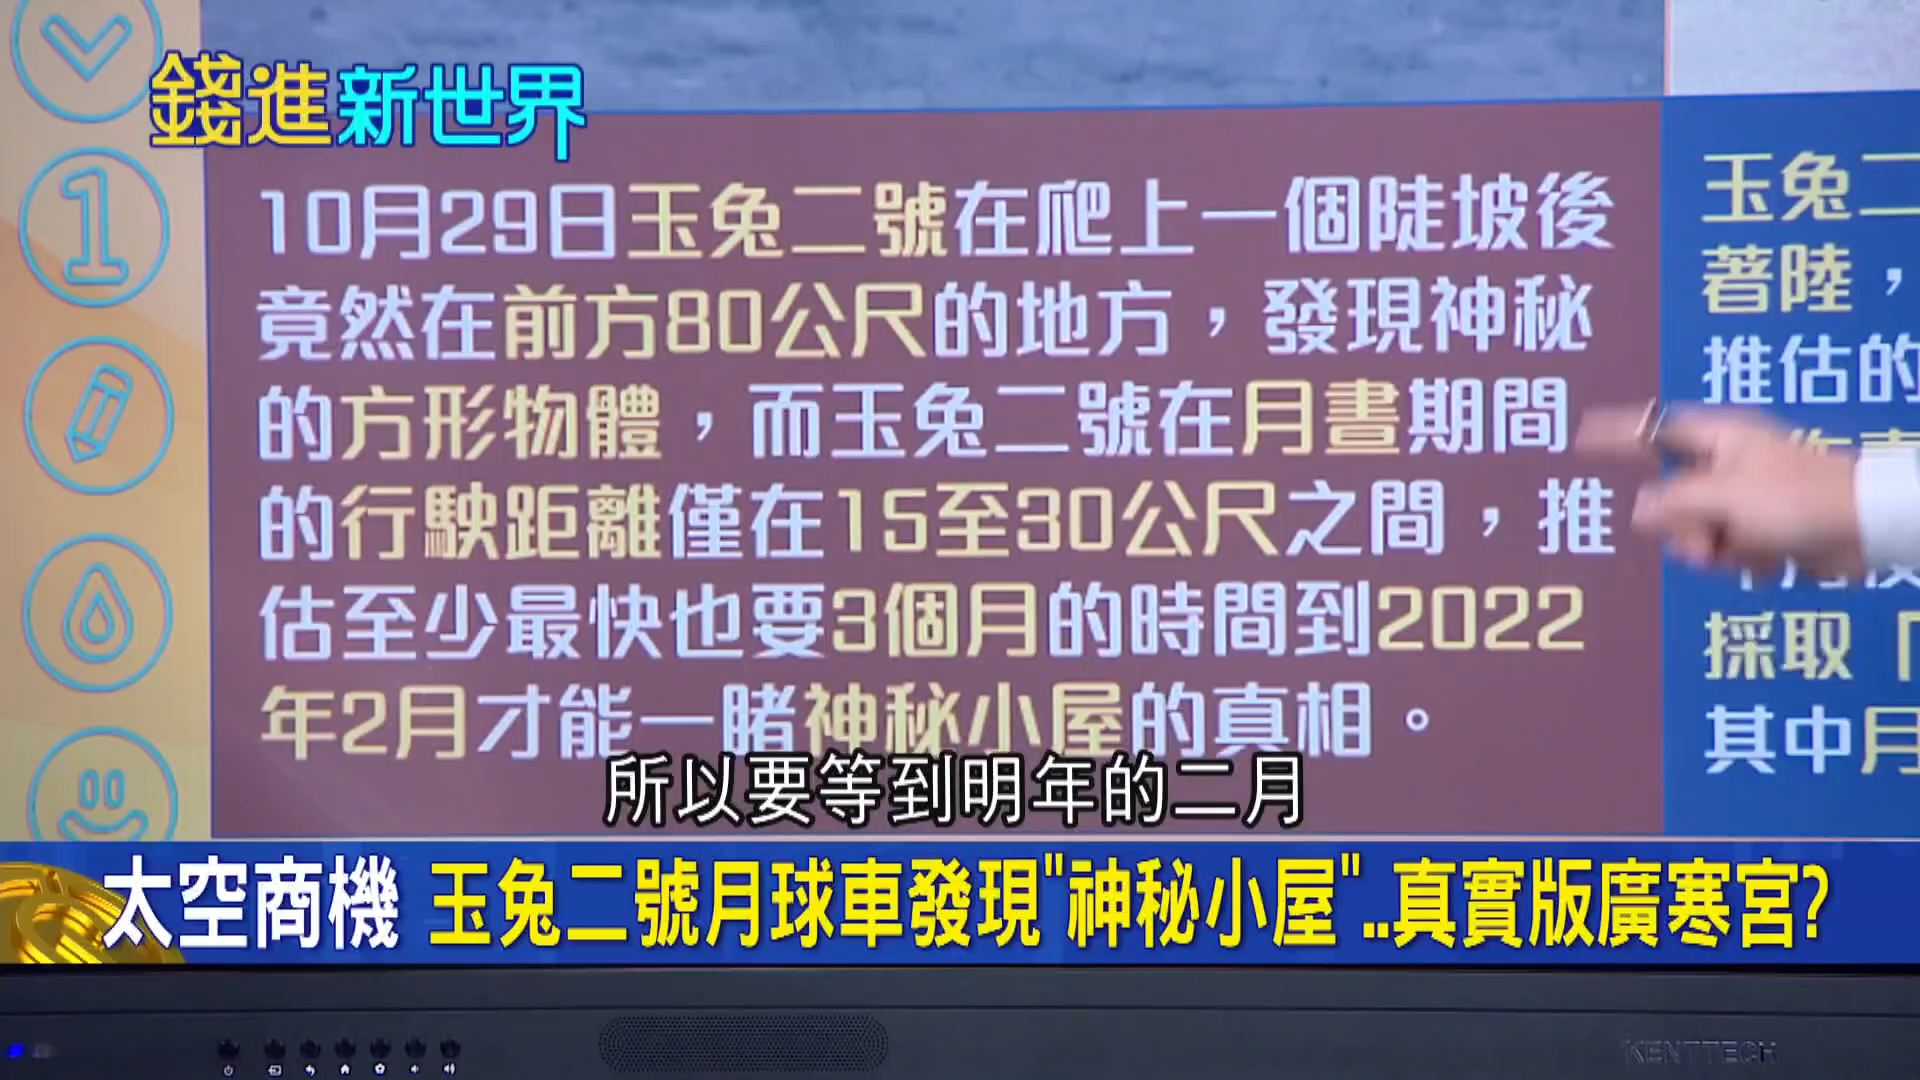 錢進新世界
10月29日玉兔二號在爬上一個陡坡後
竟然在前方80公尺的地方，發現神秘
的方形物體，而玉兔二號在月晝期間
的行駛距離僅在15至30公尺之間，推
估至少最快也要3個月的時間到2022
年2月才能一睹神秘小屋的真相。
玉兔二
著陸，
推估的
採取「
其中月
所以要等到明年的二月
太空商機 玉兔二號月球車發現"神秘小屋"..真實版廣寒宮?
KENTTECH